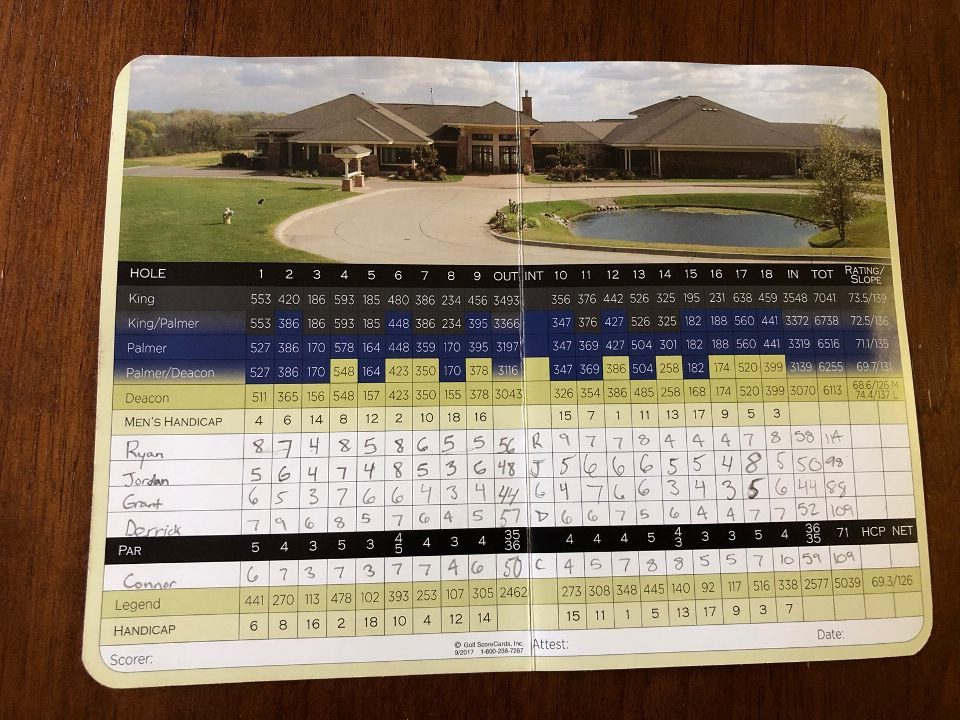 HOLE 1 2 3 4 5 6 7 8 9 OUT INT 10 11 12 13 14 15 16 17 18 IN TOT RATING/SLOPE
King 553 420 186 593 185 480 386 234 456 3493 356 376 442 526 325 195 231 638 459 3548 7041 73.5/139
King/Palmer 553 386 186 593 185 448 386 234 395 3366 347 376 427 526 325 182 188 560 441 3372 6738 72.5/136
Palmer 527 386 170 578 164 448 359 170 395 3197 347 369 427 504 301 182 188 560 441 3319 6516 71.1/135
Palmer/Deacon 527 386 170 548 164 423 350 170 378 3116 347 369 386 504 258 182 174 520 399 3139 6255 69.7/131
Deacon 511 365 156 548 157 423 350 155 378 3043 326 354 386 485 258 168 174 520 399 3070 6113 68.6/126 M 74.4/137 L
MEN'S HANDICAP 4 6 14 8 12 2 10 18 16 15 7 1 11 13 17 9 5 3
Ryan 8 7 4 8 5 8 6 5 5 56 R 9 7 7 8 4 4 4 7 8 58
Jordan 5 6 4 7 4 8 5 3 6 48 J 5 6 6 6 5 5 4 8 5 50 98
Grant 6 5 3 7 6 6 4 3 4 44 G 4 7 6 6 3 4 3 5 6 44 88
Derrick 7 9 6 8 5 7 6 4 5 57 D 6 6 7 5 6 4 4 7 7 52 109
PAR 5 4 3 5 3 4/5 4 3 4 35/36 4 4 4 5 4/3 3 3 5 4 36/35 71 HCP NET
Connor 6 7 3 7 3 7 7 4 6 50 C 4 5 7 8 8 5 5 7 10 59 109
Legend 441 270 113 478 102 393 253 107 305 2462 273 308 348 445 140 92 117 516 338 2577 5039 69.3/126
HANDICAP 6 8 16 2 18 10 4 12 14 15 11 1 5 13 17 9 3 7
Scorer: © Golf ScoreCards, Inc. 9/2017 1-800-238-7267 Attest: Date: